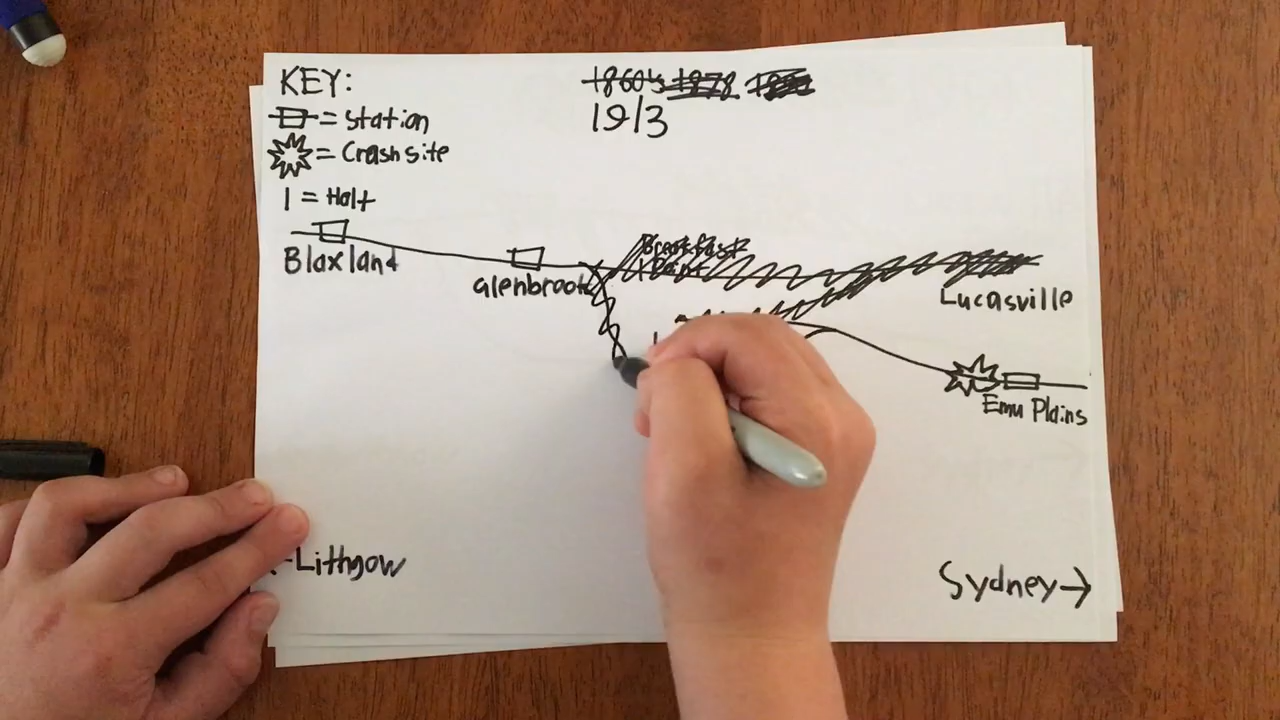 KEY:
= Station
= Crash site
| = Halt
1860's 1878
1913
Blaxland
Glenbrook
Breakfast
Point
Lucasville
Emu Plains
Lithgow
Sydney →